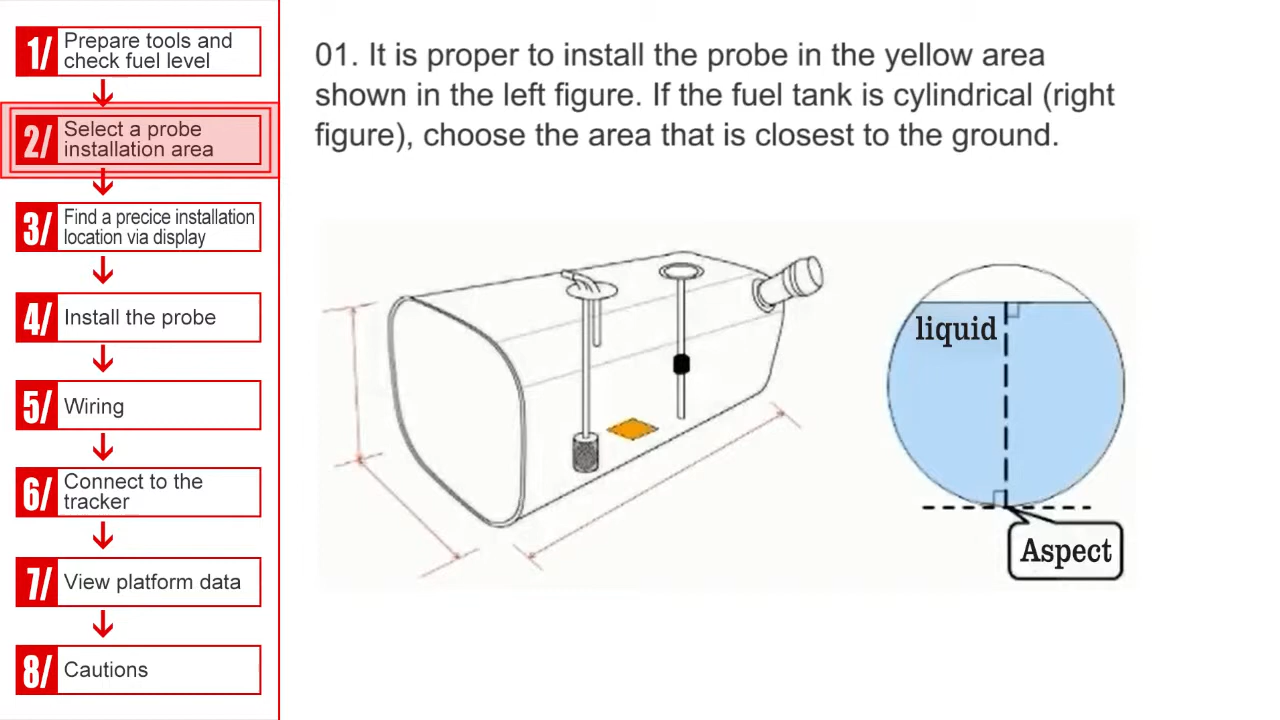 1/ Prepare tools and
check fuel level
2/ Select a probe
installation area
3/ Find a precice installation
location via display
4/ Install the probe
5/ Wiring
6/ Connect to the
tracker
7/ View platform data
8/ Cautions
01. It is proper to install the probe in the yellow area
shown in the left figure. If the fuel tank is cylindrical (right
figure), choose the area that is closest to the ground.
liquid
Aspect